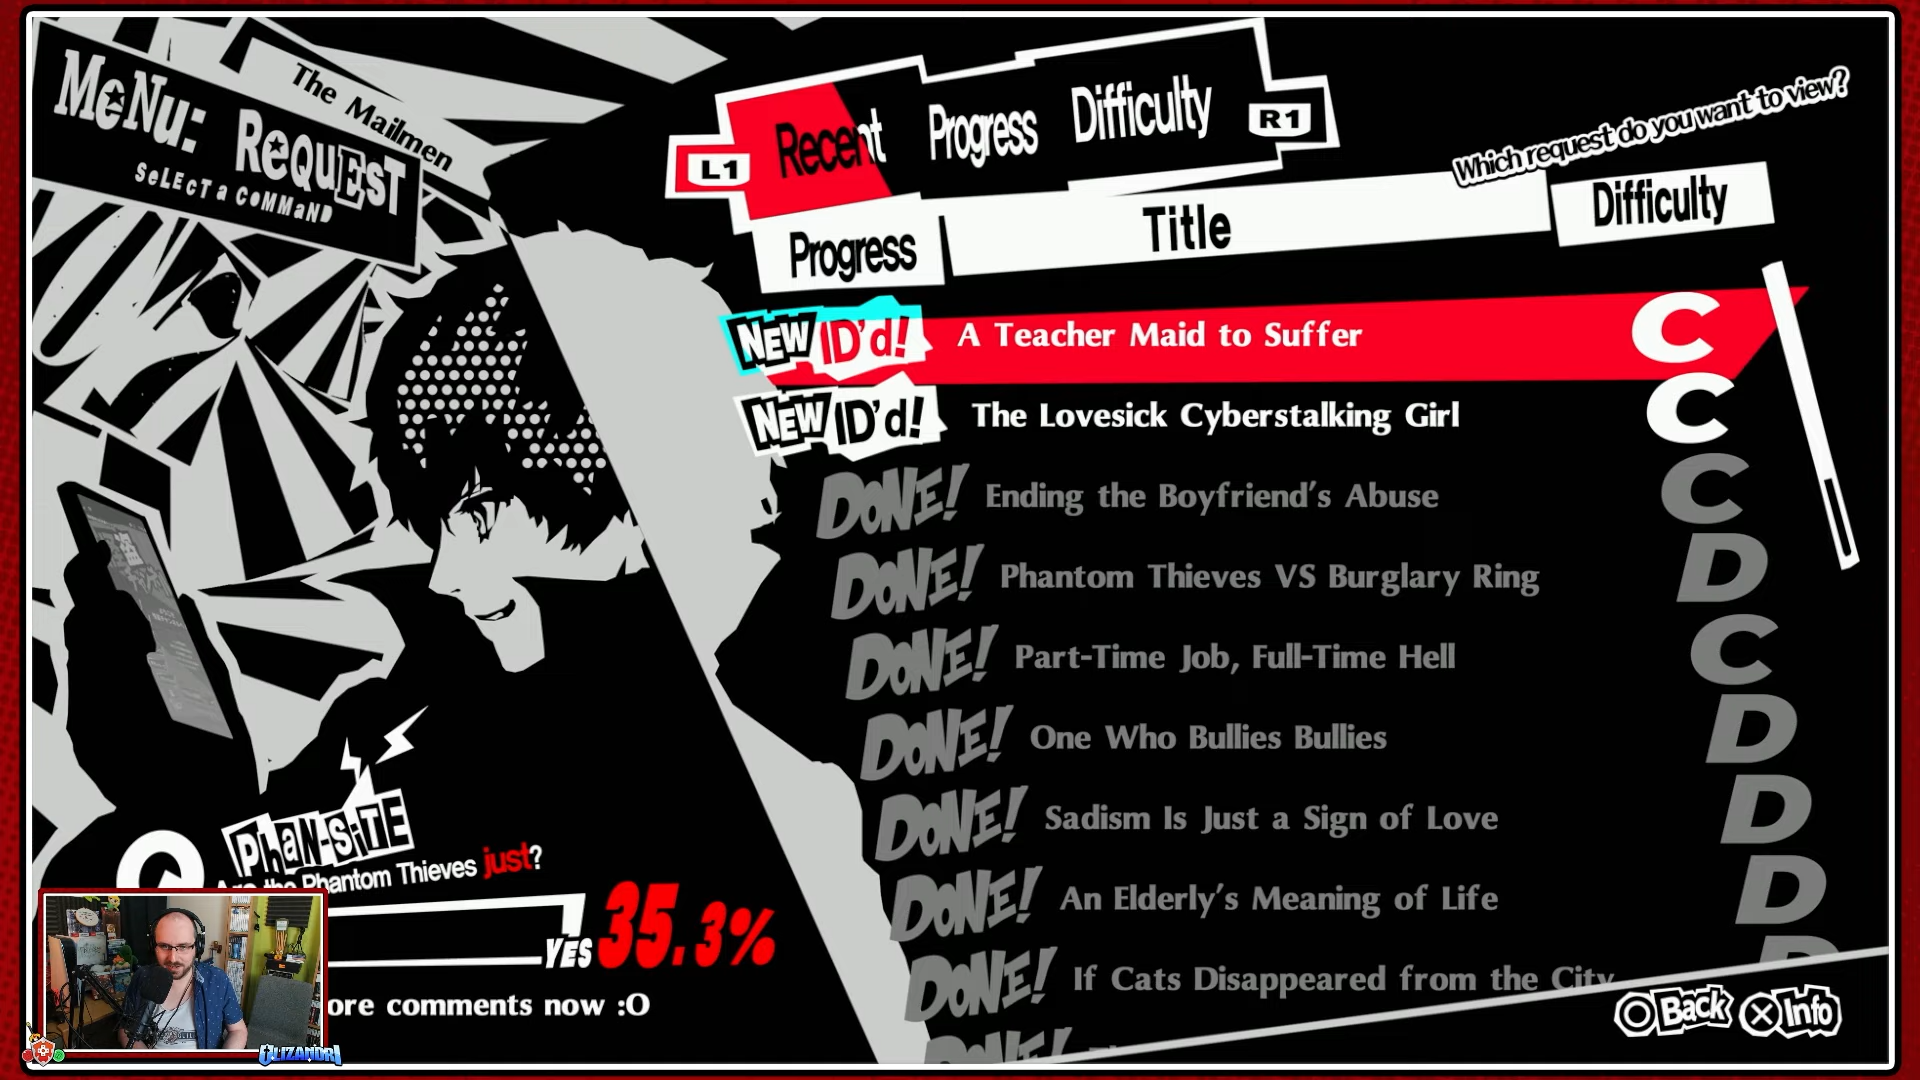 The Mailmen
MeNu: ReQuEsT
SeLEcT a CoMMaND
L1
Recent
Progress
Difficulty
R1
Which request do you want to view?
Progress
Title
Difficulty
NEW ID'd! A Teacher Maid to Suffer C
NEW ID'd! The Lovesick Cyberstalking Girl C
DONE! Ending the Boyfriend's Abuse C
DONE! Phantom Thieves VS Burglary Ring D
DONE! Part-Time Job, Full-Time Hell C
DONE! One Who Bullies Bullies D
DONE! Sadism Is Just a Sign of Love D
DONE! An Elderly's Meaning of Life D
DONE! If Cats Disappeared from the City D
DONE!
PhaN-SiTE
Are the Phantom Thieves just?
YES 35.3%
ore comments now :O
Back
Info
OLIZANDRI